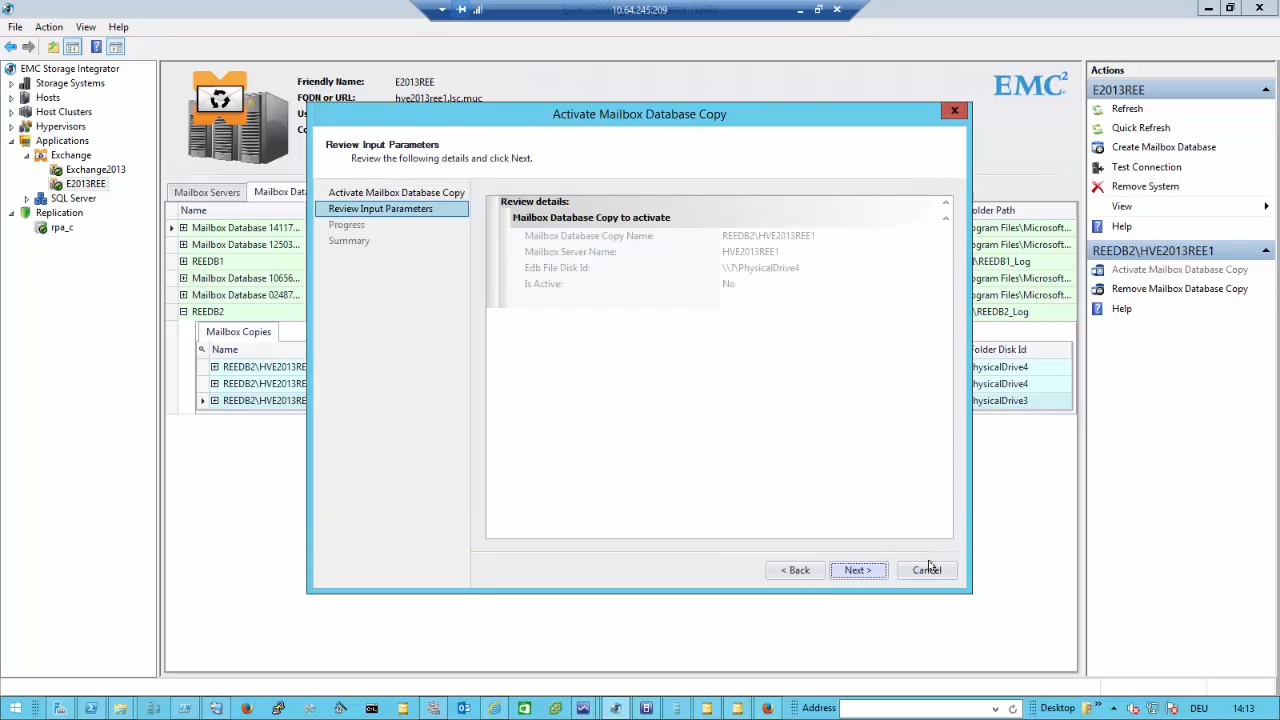 10.64.245.209
File Action View Help
EMC Storage Integrator
Storage Systems
Hosts
Host Clusters
Hypervisors
Applications
Exchange
Exchange2013
E2013REE
SQL Server
Replication
rpa_c
Friendly Name: E2013REE
FQDN or URL: hve2013ree1.lsc.muc
EMC²
Mailbox Servers Mailbox Dat
Name older Path
Mailbox Database 14117... ogram Files\Microsoft...
Mailbox Database 12503... ogram Files\Microsoft...
REEDB1 \REEDB1_Log
Mailbox Database 10656... ogram Files\Microsoft...
Mailbox Database 02487... ogram Files\Microsoft...
REEDB2 \REEDB2_Log
Mailbox Copies
Name older Disk Id
REEDB2\HVE2013RE hysicalDrive4
REEDB2\HVE2013RE hysicalDrive4
REEDB2\HVE2013RE hysicalDrive3
Activate Mailbox Database Copy
Review Input Parameters
Review the following details and click Next.
Activate Mailbox Database Copy
Review Input Parameters
Progress
Summary
Review details:
Mailbox Database Copy to activate
Mailbox Database Copy Name: REEDB2\HVE2013REE1
Mailbox Server Name: HVE2013REE1
Edb File Disk Id: \\?\PhysicalDrive4
Is Active: No
< Back Next > Cancel
Actions
E2013REE
Refresh
Quick Refresh
Create Mailbox Database
Test Connection
Remove System
View
Help
REEDB2\HVE2013REE1
Activate Mailbox Database Copy
Remove Mailbox Database Copy
Help
Address Desktop DEU 14:13